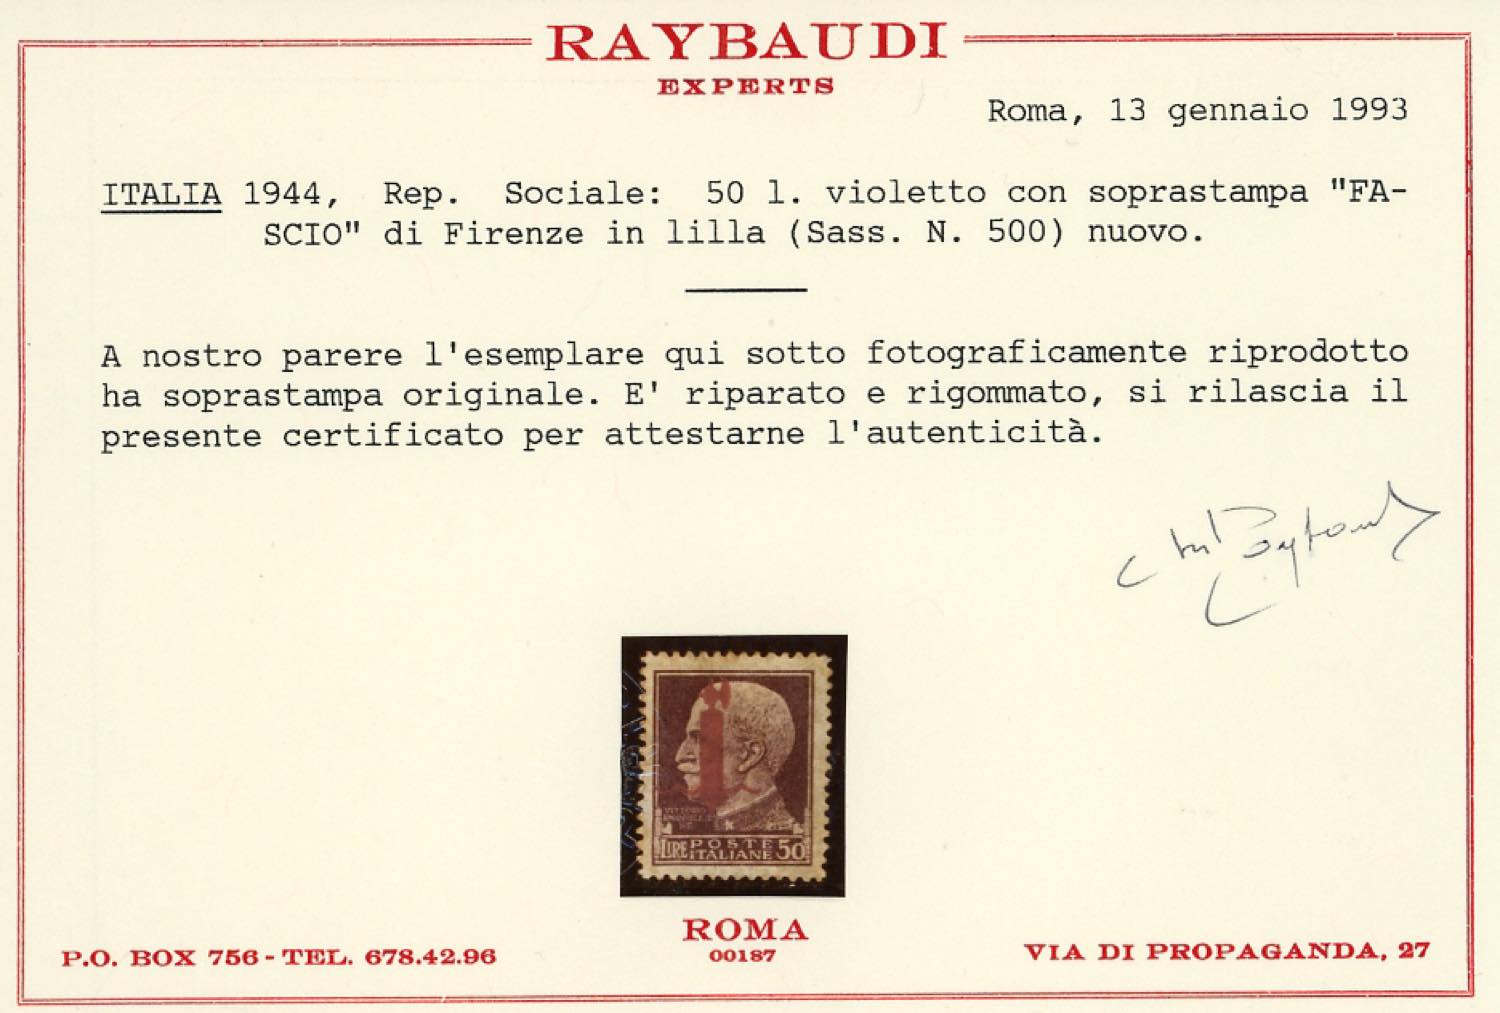 RAYBAUDI
EXPERTS
Roma, 13 gennaio 1993
ITALIA 1944, Rep. Sociale: 50 l. violetto con soprastampa "FA-
SCIO" di Firenze in lilla (Sass. N. 500) nuovo.
A nostro parere l'esemplare qui sotto fotograficamente riprodotto
ha soprastampa originale. E' riparato e rigommato, si rilascia il
presente certificato per attestarne l'autenticità.
LIRE POSTE ITALIANE 50
ROMA
00187
P.O. BOX 756 - TEL. 678.42.96
VIA DI PROPAGANDA, 27